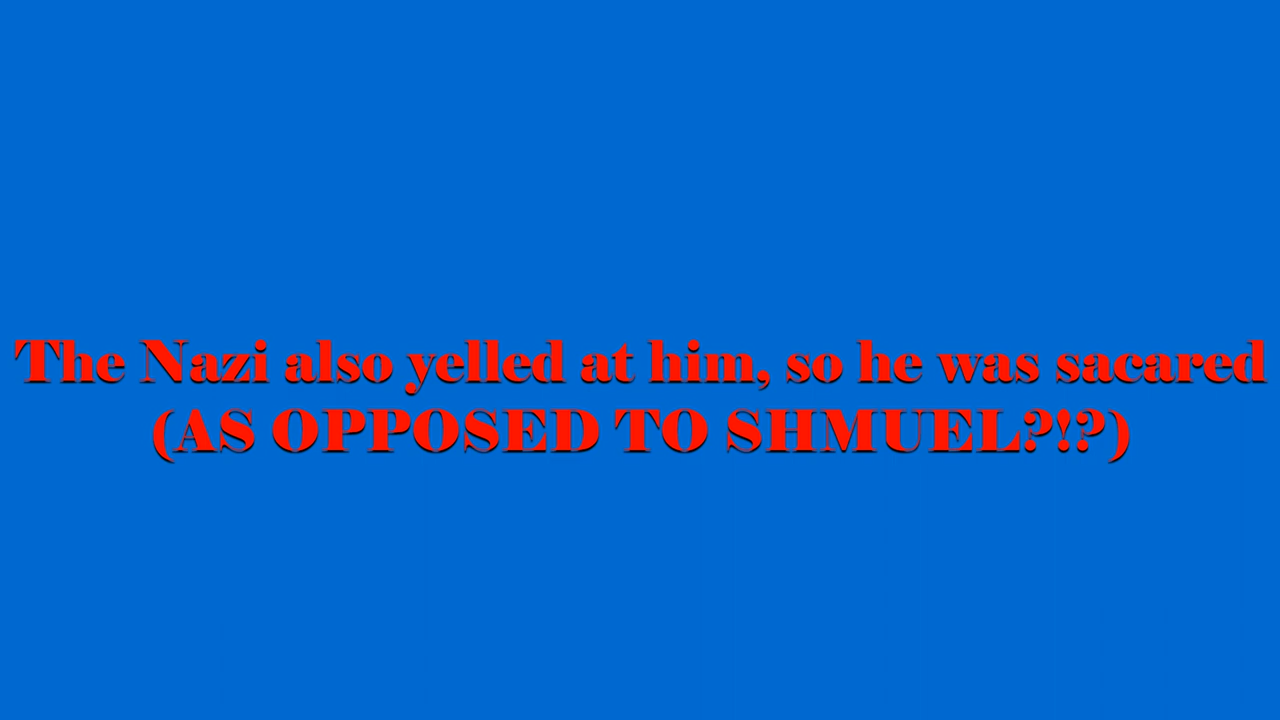 The Nazi also yelled at him, so he was sacared
(AS OPPOSED TO SHMUEL?!?)